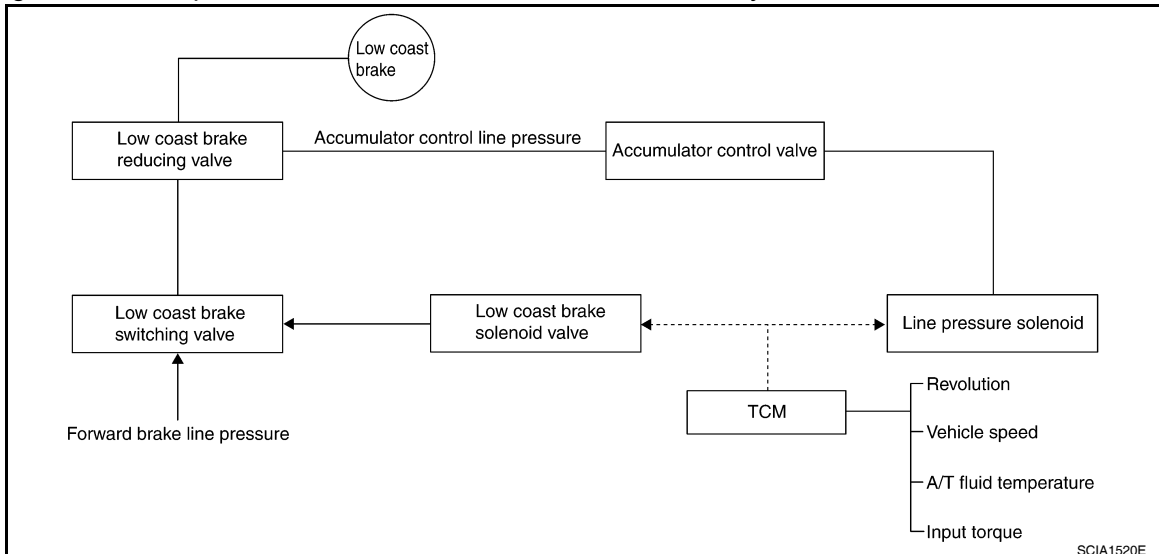 Low coast
brake
Low coast brake
reducing valve
Accumulator control line pressure
Accumulator control valve
Low coast brake
switching valve
Low coast brake
solenoid valve
Line pressure solenoid
TCM
Revolution
Vehicle speed
A/T fluid temperature
Input torque
Forward brake line pressure
SCIA1520E